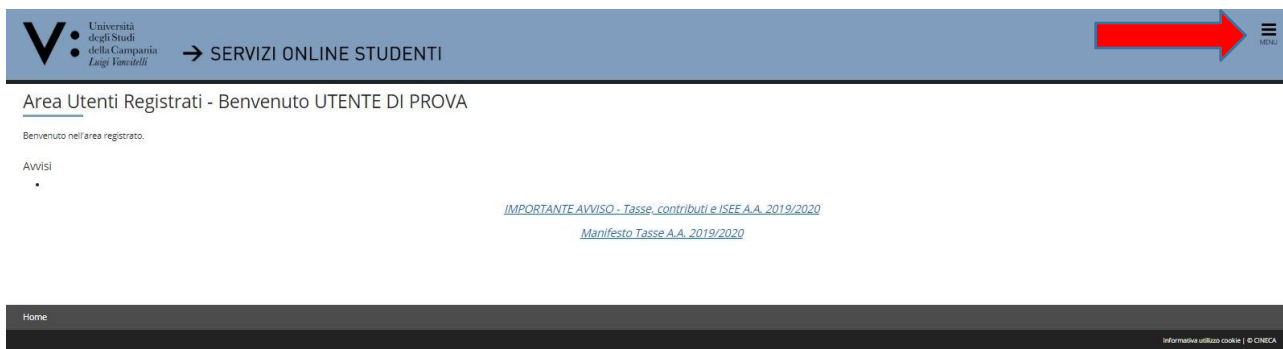 Università
degli Studi
della Campania
Luigi Vanvitelli
→ SERVIZI ONLINE STUDENTI
MENU
Area Utenti Registrati - Benvenuto UTENTE DI PROVA
Benvenuto nell'area registrato.
Avvisi
•
IMPORTANTE AVVISO - Tasse, contributi e ISEE A.A. 2019/2020
Manifesto Tasse A.A. 2019/2020
Home
Informativa utilizzo cookie | © CINECA